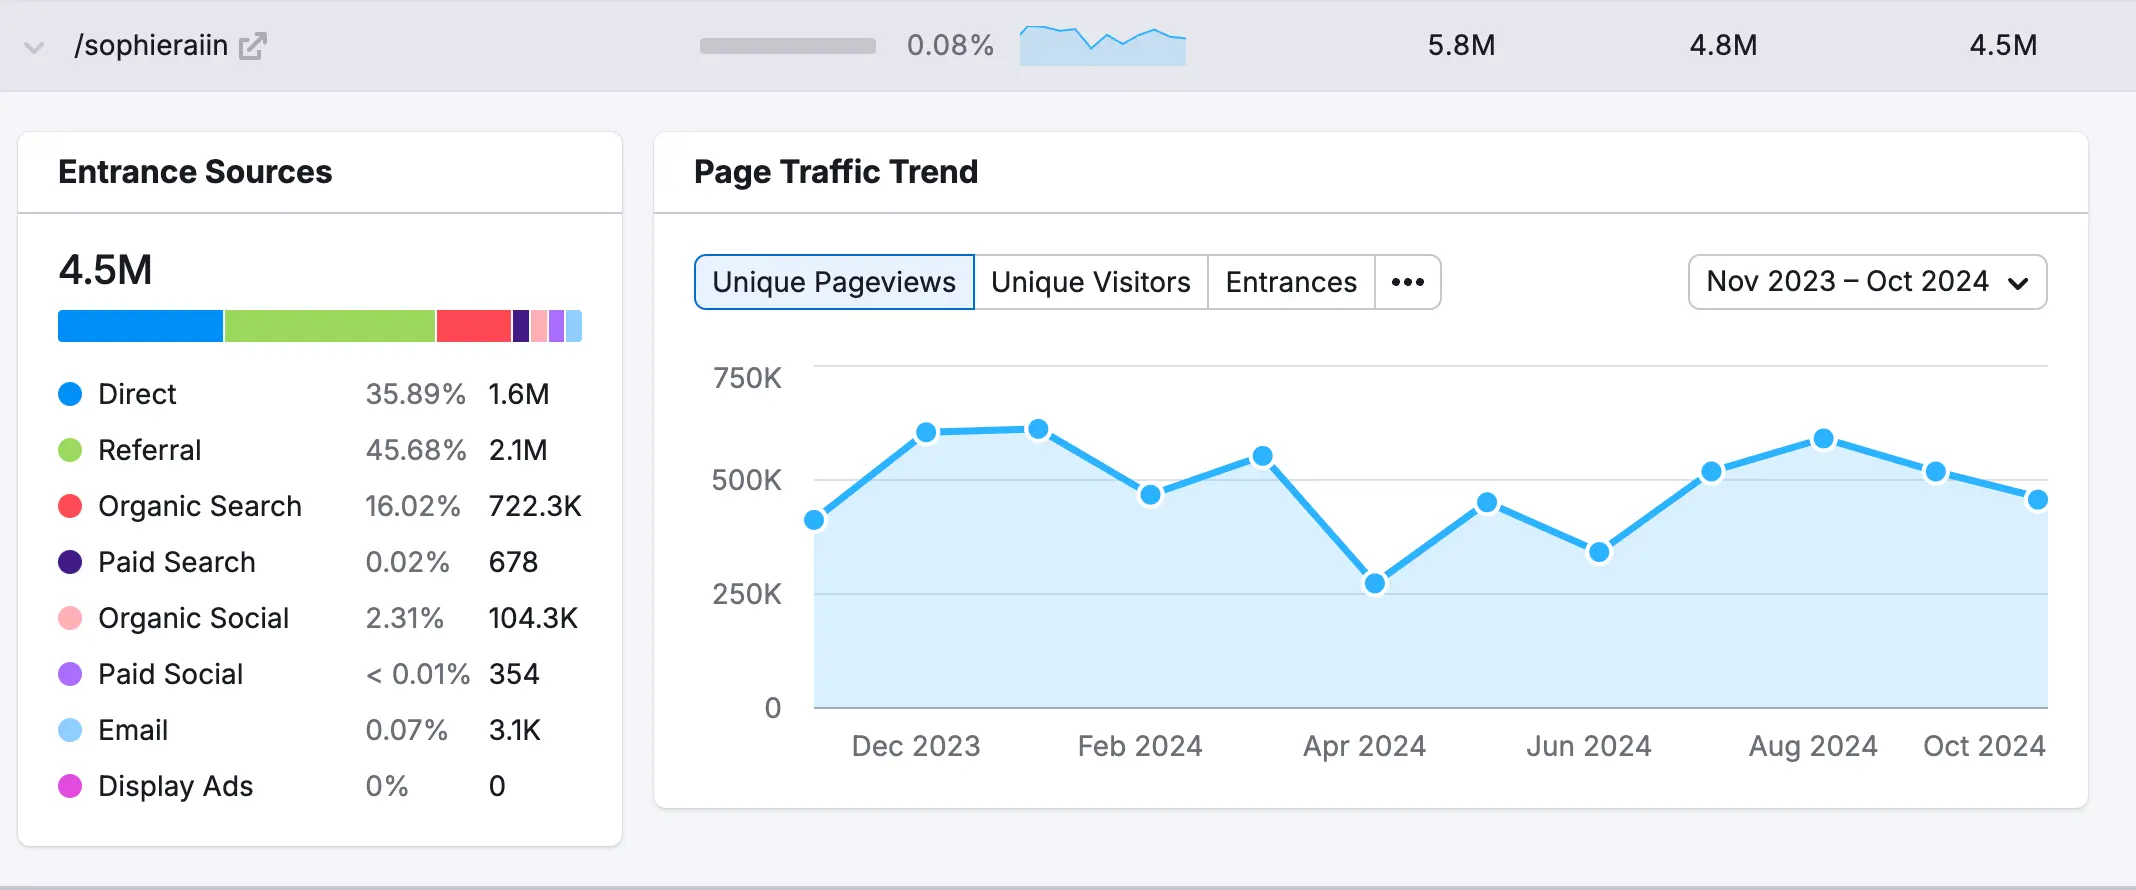 /sophieraiin 0.08% 5.8M 4.8M 4.5M
Entrance Sources
4.5M
Direct 35.89% 1.6M
Referral 45.68% 2.1M
Organic Search 16.02% 722.3K
Paid Search 0.02% 678
Organic Social 2.31% 104.3K
Paid Social < 0.01% 354
Email 0.07% 3.1K
Display Ads 0% 0
Page Traffic Trend
Unique Pageviews Unique Visitors Entrances ••• Nov 2023 – Oct 2024
750K
500K
250K
0
Dec 2023 Feb 2024 Apr 2024 Jun 2024 Aug 2024 Oct 2024